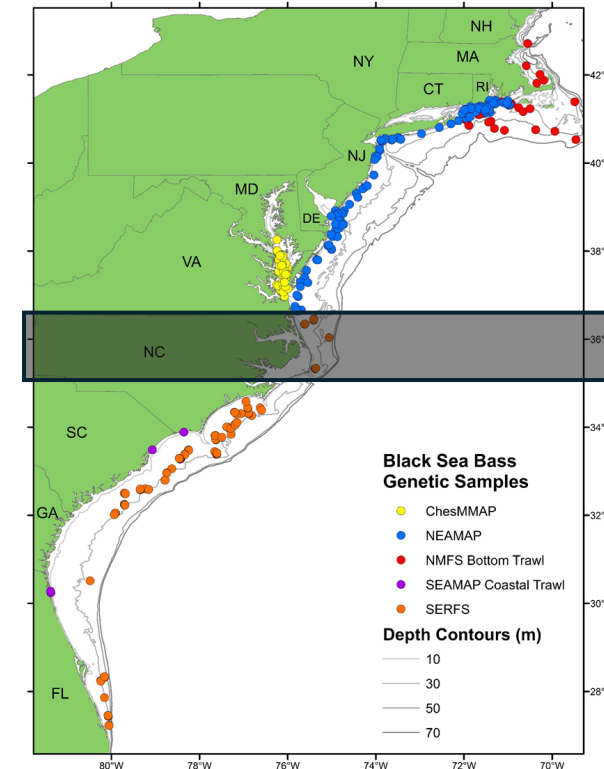 NH
NY
MA
42°
CT
RI
NJ
40°
MD
DE
38°
VA
36°
NC
SC
34°
Black Sea Bass
Genetic Samples
ChesMMAP
GA
32°
NEAMAP
NMFS Bottom Trawl
SEAMAP Coastal Trawl
30°
SERFS
Depth Contours (m)
10
30
28°
FL
50
70
80°W
78°W
76°W
74°W
72°W
70°W